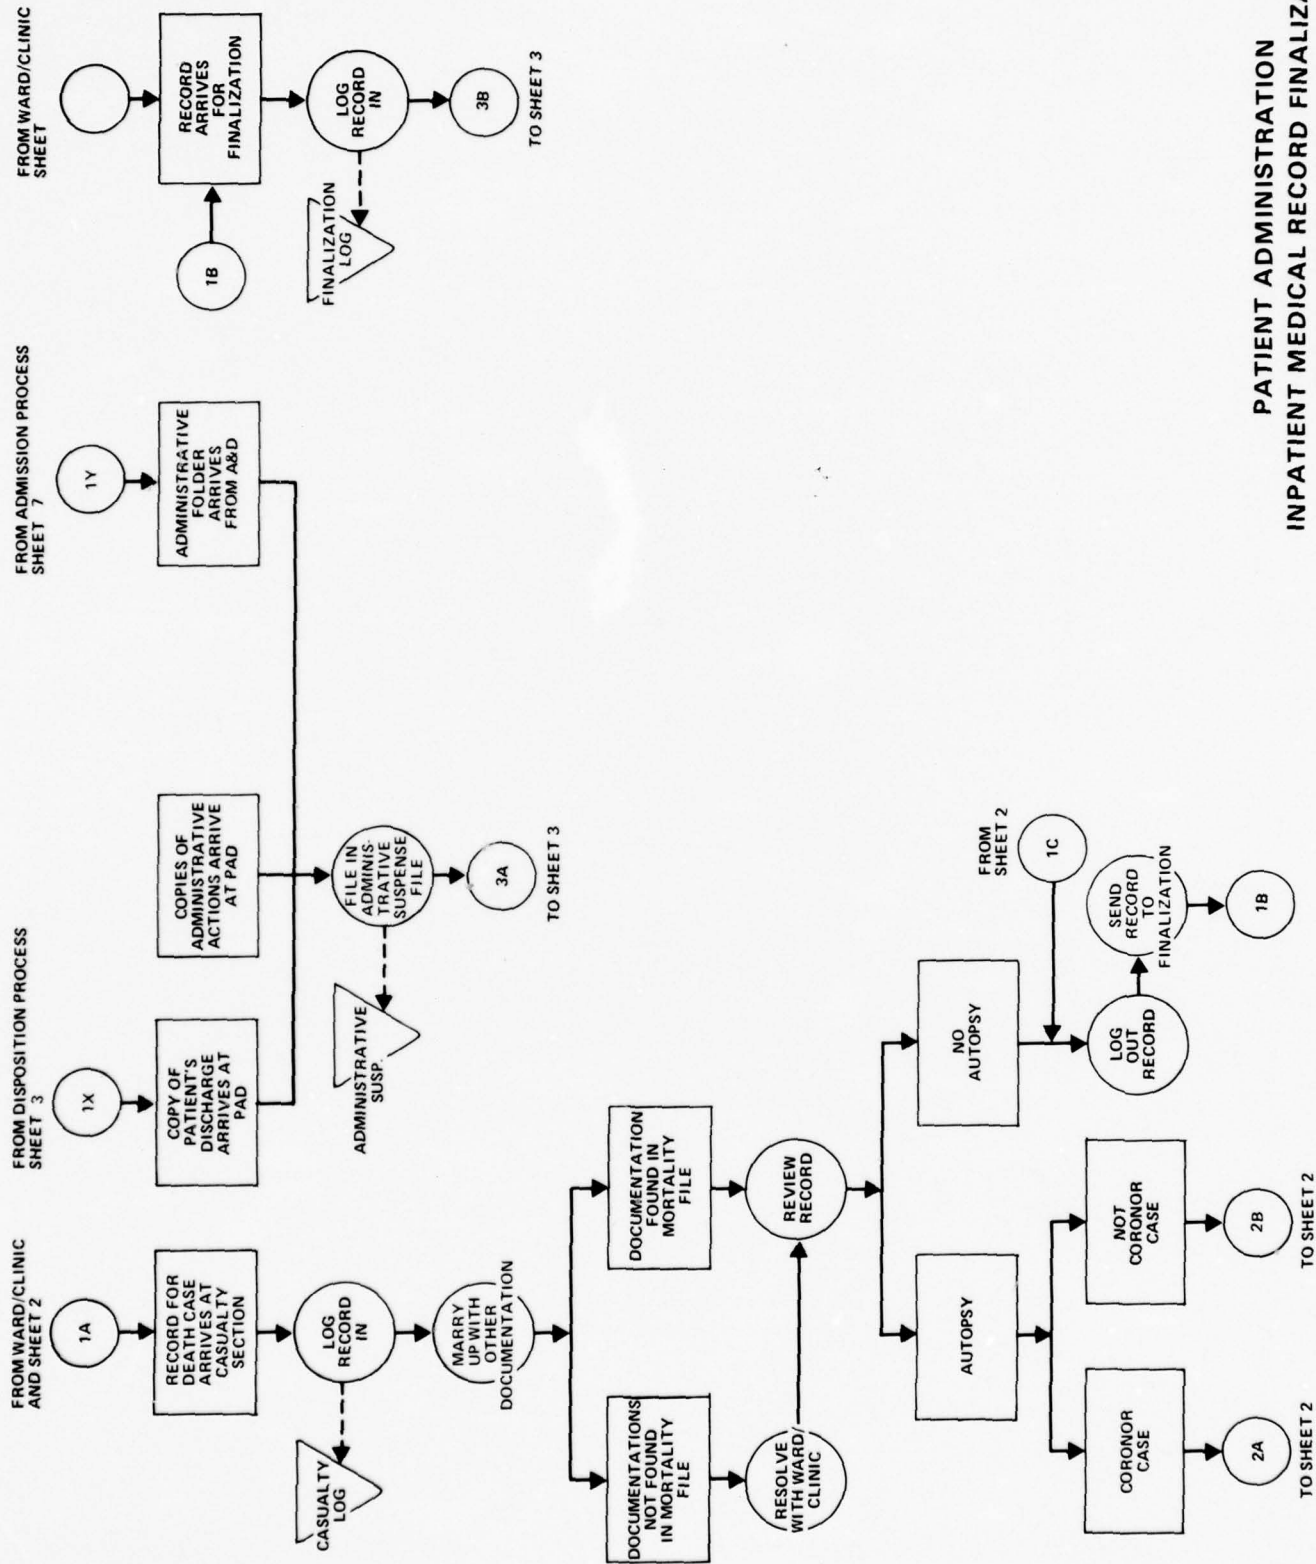 FROM WARD/CLINIC
AND SHEET 2
1A
RECORD FOR
DEATH CASE
ARRIVES AT
CASUALTY
SECTION
LOG
RECORD
IN
CASUALTY
LOG
MARRY
UP WITH
OTHER
DOCUMENTATION
DOCUMENTATIONS
NOT FOUND
IN MORTALITY
FILE
DOCUMENTATION
FOUND IN
MORTALITY
FILE
RESOLVE
WITH WARD/
CLINIC
REVIEW
RECORD
AUTOPSY
NO
AUTOPSY
CORONOR
CASE
NOT
CORONOR
CASE
2A
TO SHEET 2
2B
TO SHEET 2
FROM
SHEET 2
1C
LOG
OUT
RECORD
SEND
RECORD
TO
FINALIZATION
1B
FROM DISPOSITION PROCESS
SHEET 3
1X
COPY OF
PATIENT'S
DISCHARGE
ARRIVES AT
PAD
COPIES OF
ADMINISTRATIVE
ACTIONS ARRIVE
AT PAD
FROM ADMISSION PROCESS
SHEET 7
1Y
ADMINISTRATIVE
FOLDER
ARRIVES
FROM A&D
FILE IN
ADMINIS-
TRATIVE
SUSPENSE
FILE
ADMINISTRATIVE
SUSP.
3A
TO SHEET 3
FROM WARD/CLINIC
SHEET
1B
RECORD
ARRIVES
FOR
FINALIZATION
LOG
RECORD
IN
FINALIZATION
LOG
3B
TO SHEET 3
PATIENT ADMINISTRATION
INPATIENT MEDICAL RECORD